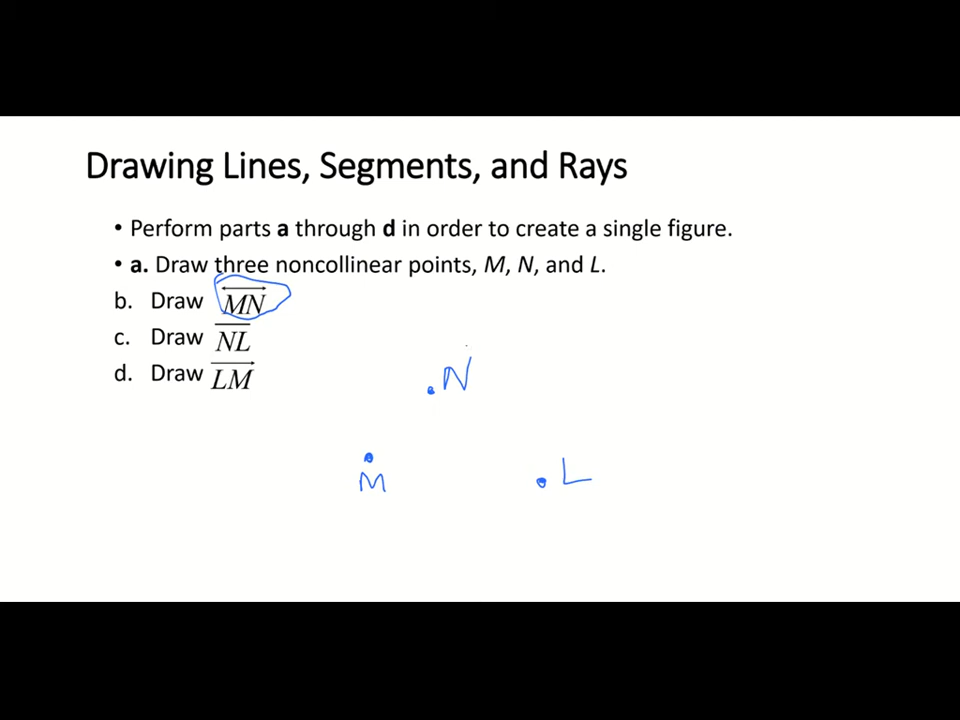 Drawing Lines, Segments, and Rays
• Perform parts a through d in order to create a single figure.
• a. Draw three noncollinear points, M, N, and L.
b. Draw MN
c. Draw NL
d. Draw LM
N
M
L